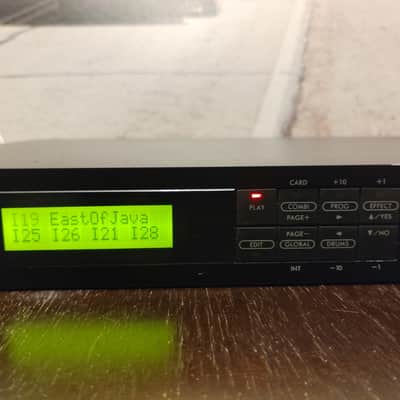 I19 EastOfJava
I25 I26 I21 I28
CARD +10 +1
PLAY COMBI PROG EFFECT
PAGE+ ▶ ▲/YES
PAGE− ◀ ▼/NO
EDIT GLOBAL DRUMS
INT −10 −1